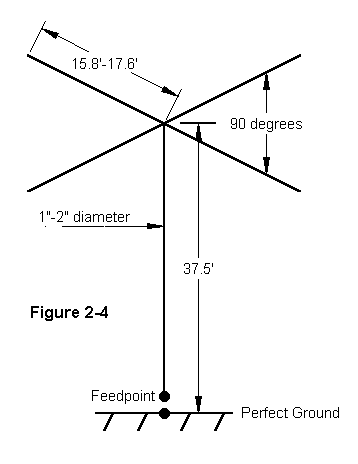 15.8'-17.6'
90 degrees
1"-2" diameter
37.5'
Figure 2-4
Feedpoint
Perfect Ground